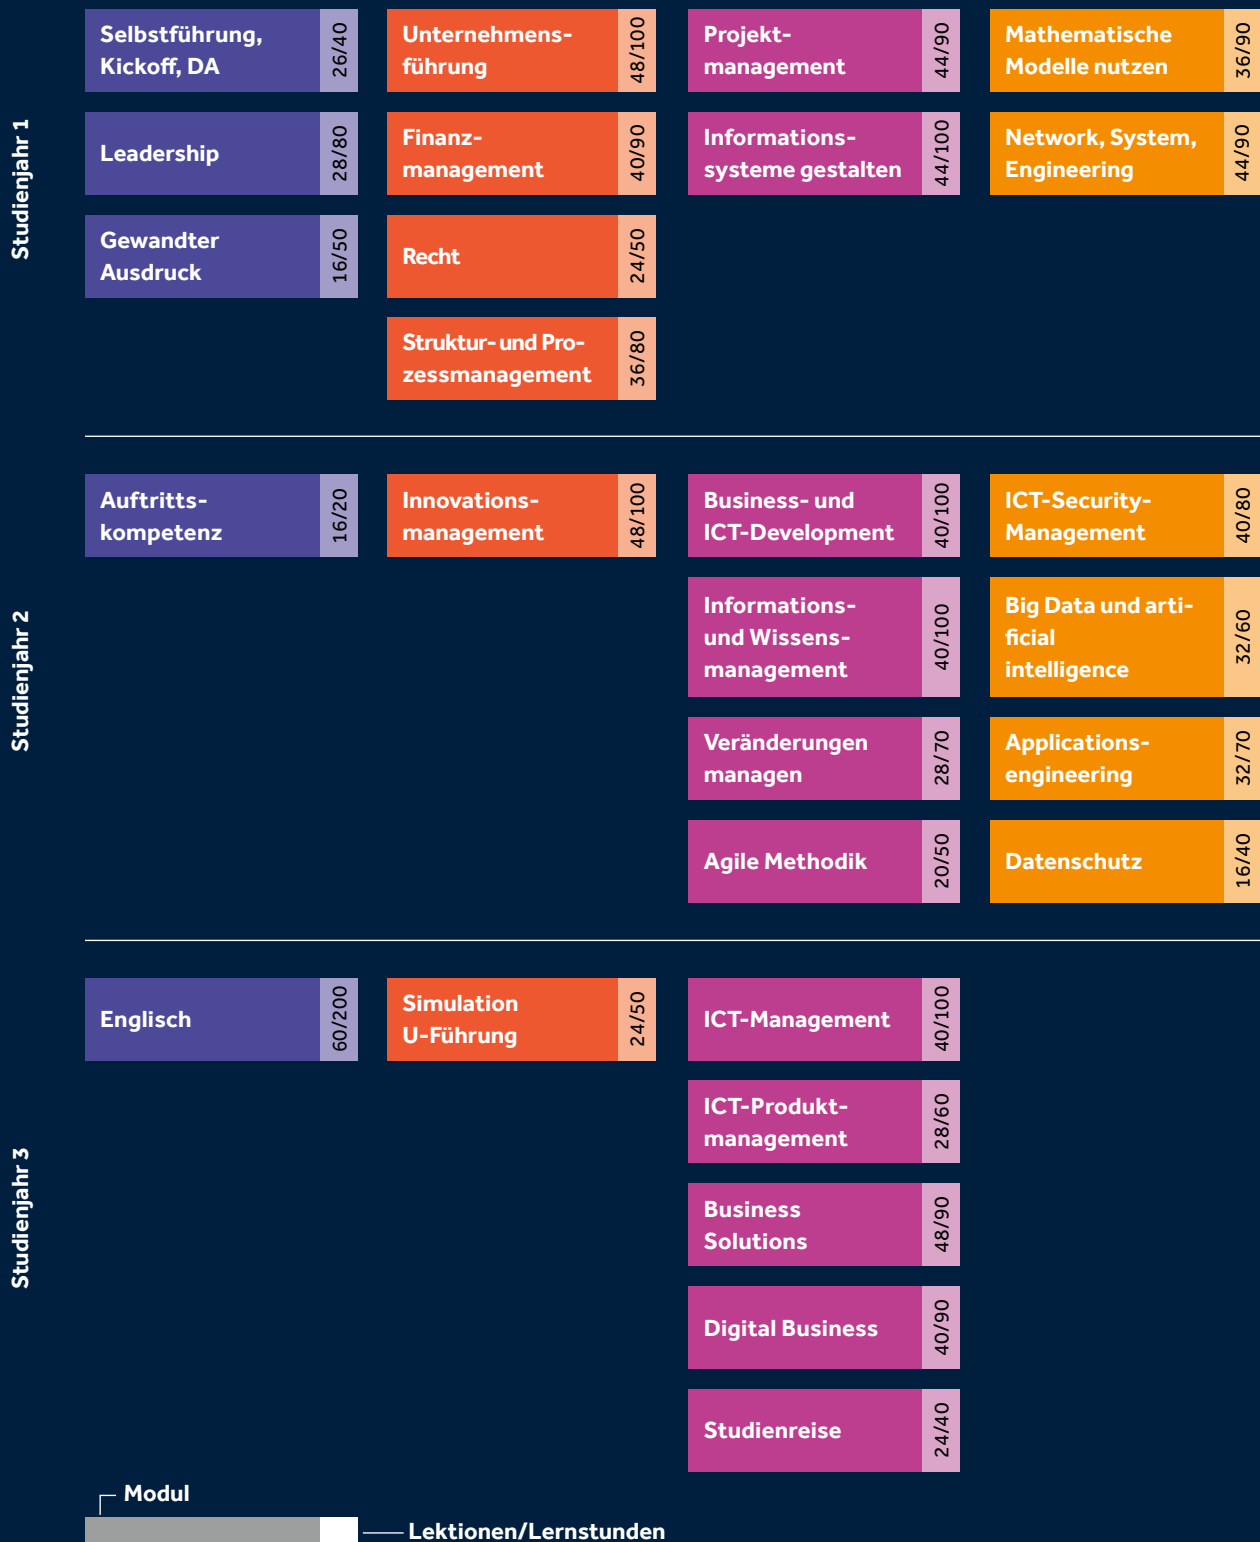 Studienjahr 1
Selbstführung,
Kickoff, DA
26/40
Unternehmens-
führung
48/100
Projekt-
management
44/90
Mathematische
Modelle nutzen
36/90
Leadership
28/80
Finanz-
management
40/90
Informations-
systeme gestalten
44/100
Network, System,
Engineering
44/90
Gewandter
Ausdruck
16/50
Recht
24/50
Struktur- und Pro-
zessmanagement
36/80
Studienjahr 2
Auftritts-
kompetenz
16/20
Innovations-
management
48/100
Business- und
ICT-Development
40/100
ICT-Security-
Management
40/80
Informations-
und Wissens-
management
40/100
Big Data und arti-
ficial
intelligence
32/60
Veränderungen
managen
28/70
Applications-
engineering
32/70
Agile Methodik
20/50
Datenschutz
16/40
Studienjahr 3
Englisch
60/200
Simulation
U-Führung
24/50
ICT-Management
40/100
ICT-Produkt-
management
28/60
Business
Solutions
48/90
Digital Business
40/90
Studienreise
24/40
Modul
Lektionen/Lernstunden